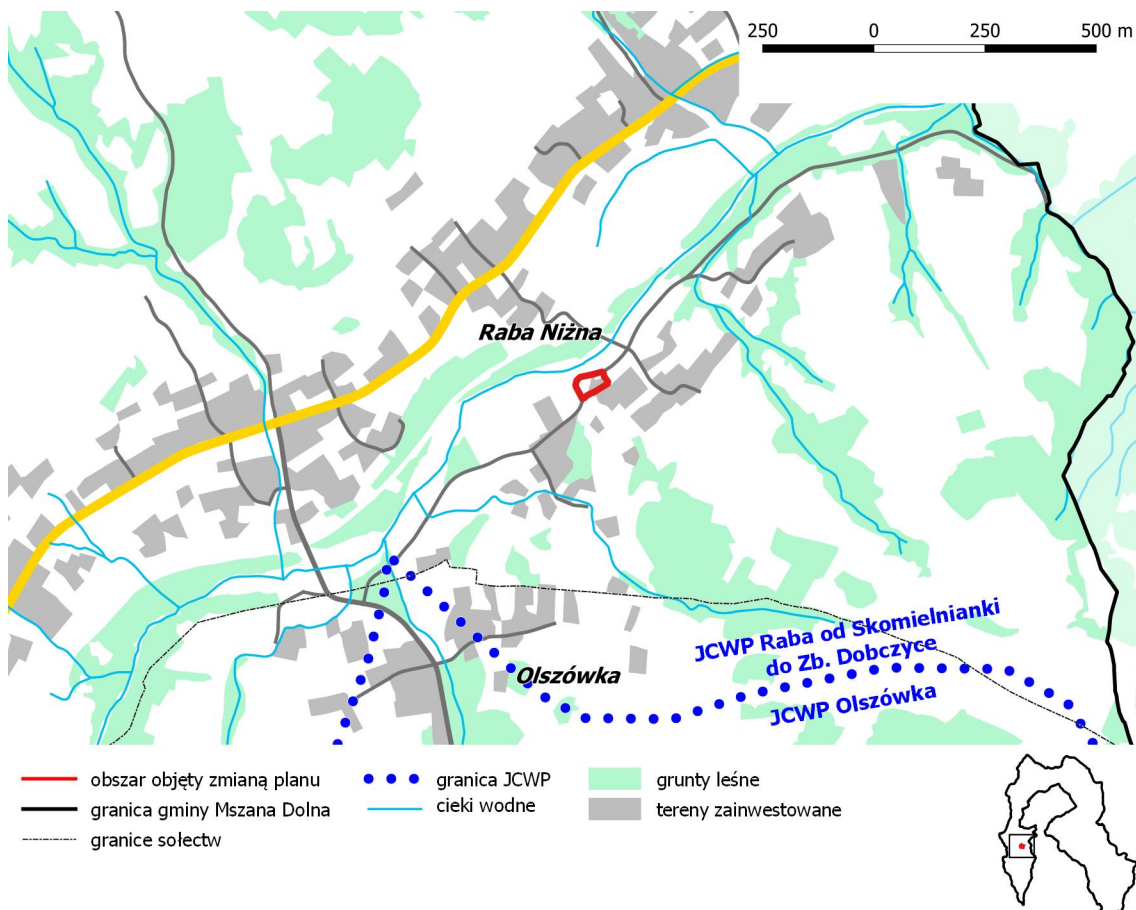 250 0 250 500 m
Raba Niżna
JCWP Raba od Skomielnianki
do Zb. Dobczyce
Olszówka
JCWP Olszówka
obszar objęty zmianą planu
granica JCWP
grunty leśne
granica gminy Mszana Dolna
cieki wodne
tereny zainwestowane
granice sołectw